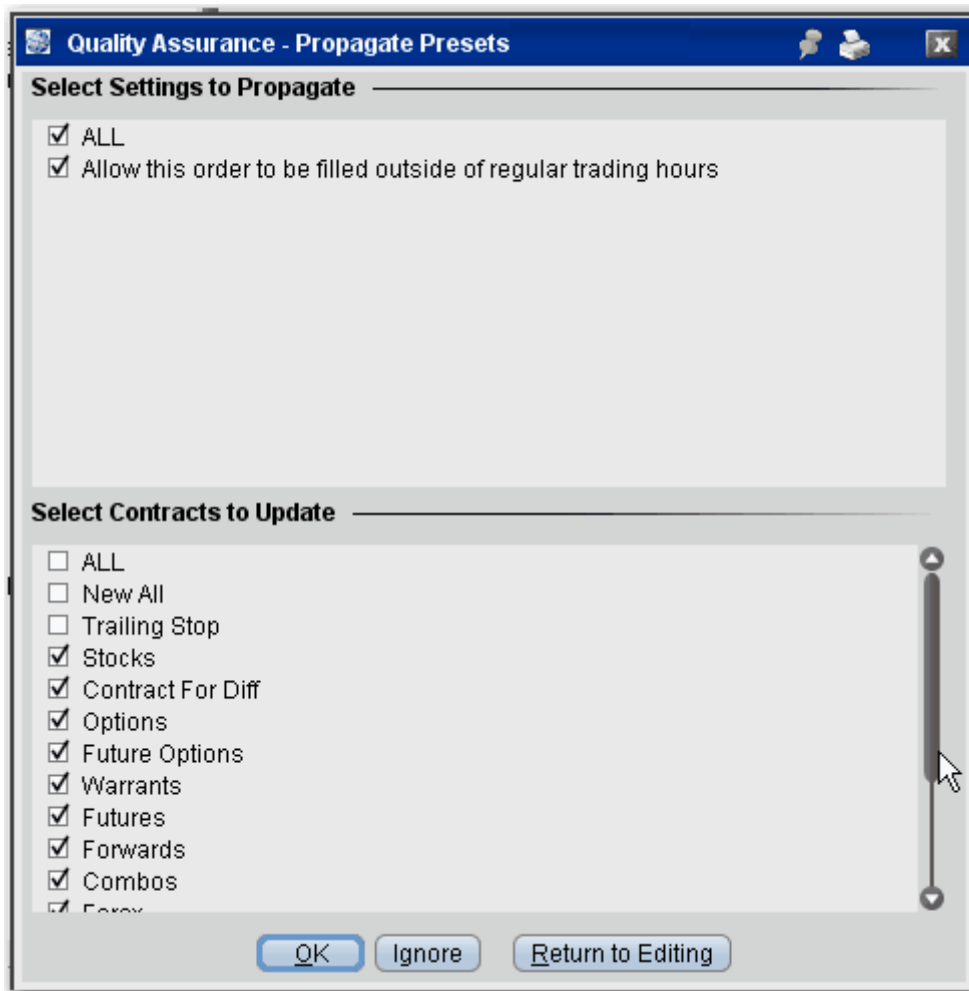 Quality Assurance - Propagate Presets
Select Settings to Propagate
ALL
Allow this order to be filled outside of regular trading hours
Select Contracts to Update
ALL
New All
Trailing Stop
Stocks
Contract For Diff
Options
Future Options
Warrants
Futures
Forwards
Combos
Forex
OK
Ignore
Return to Editing